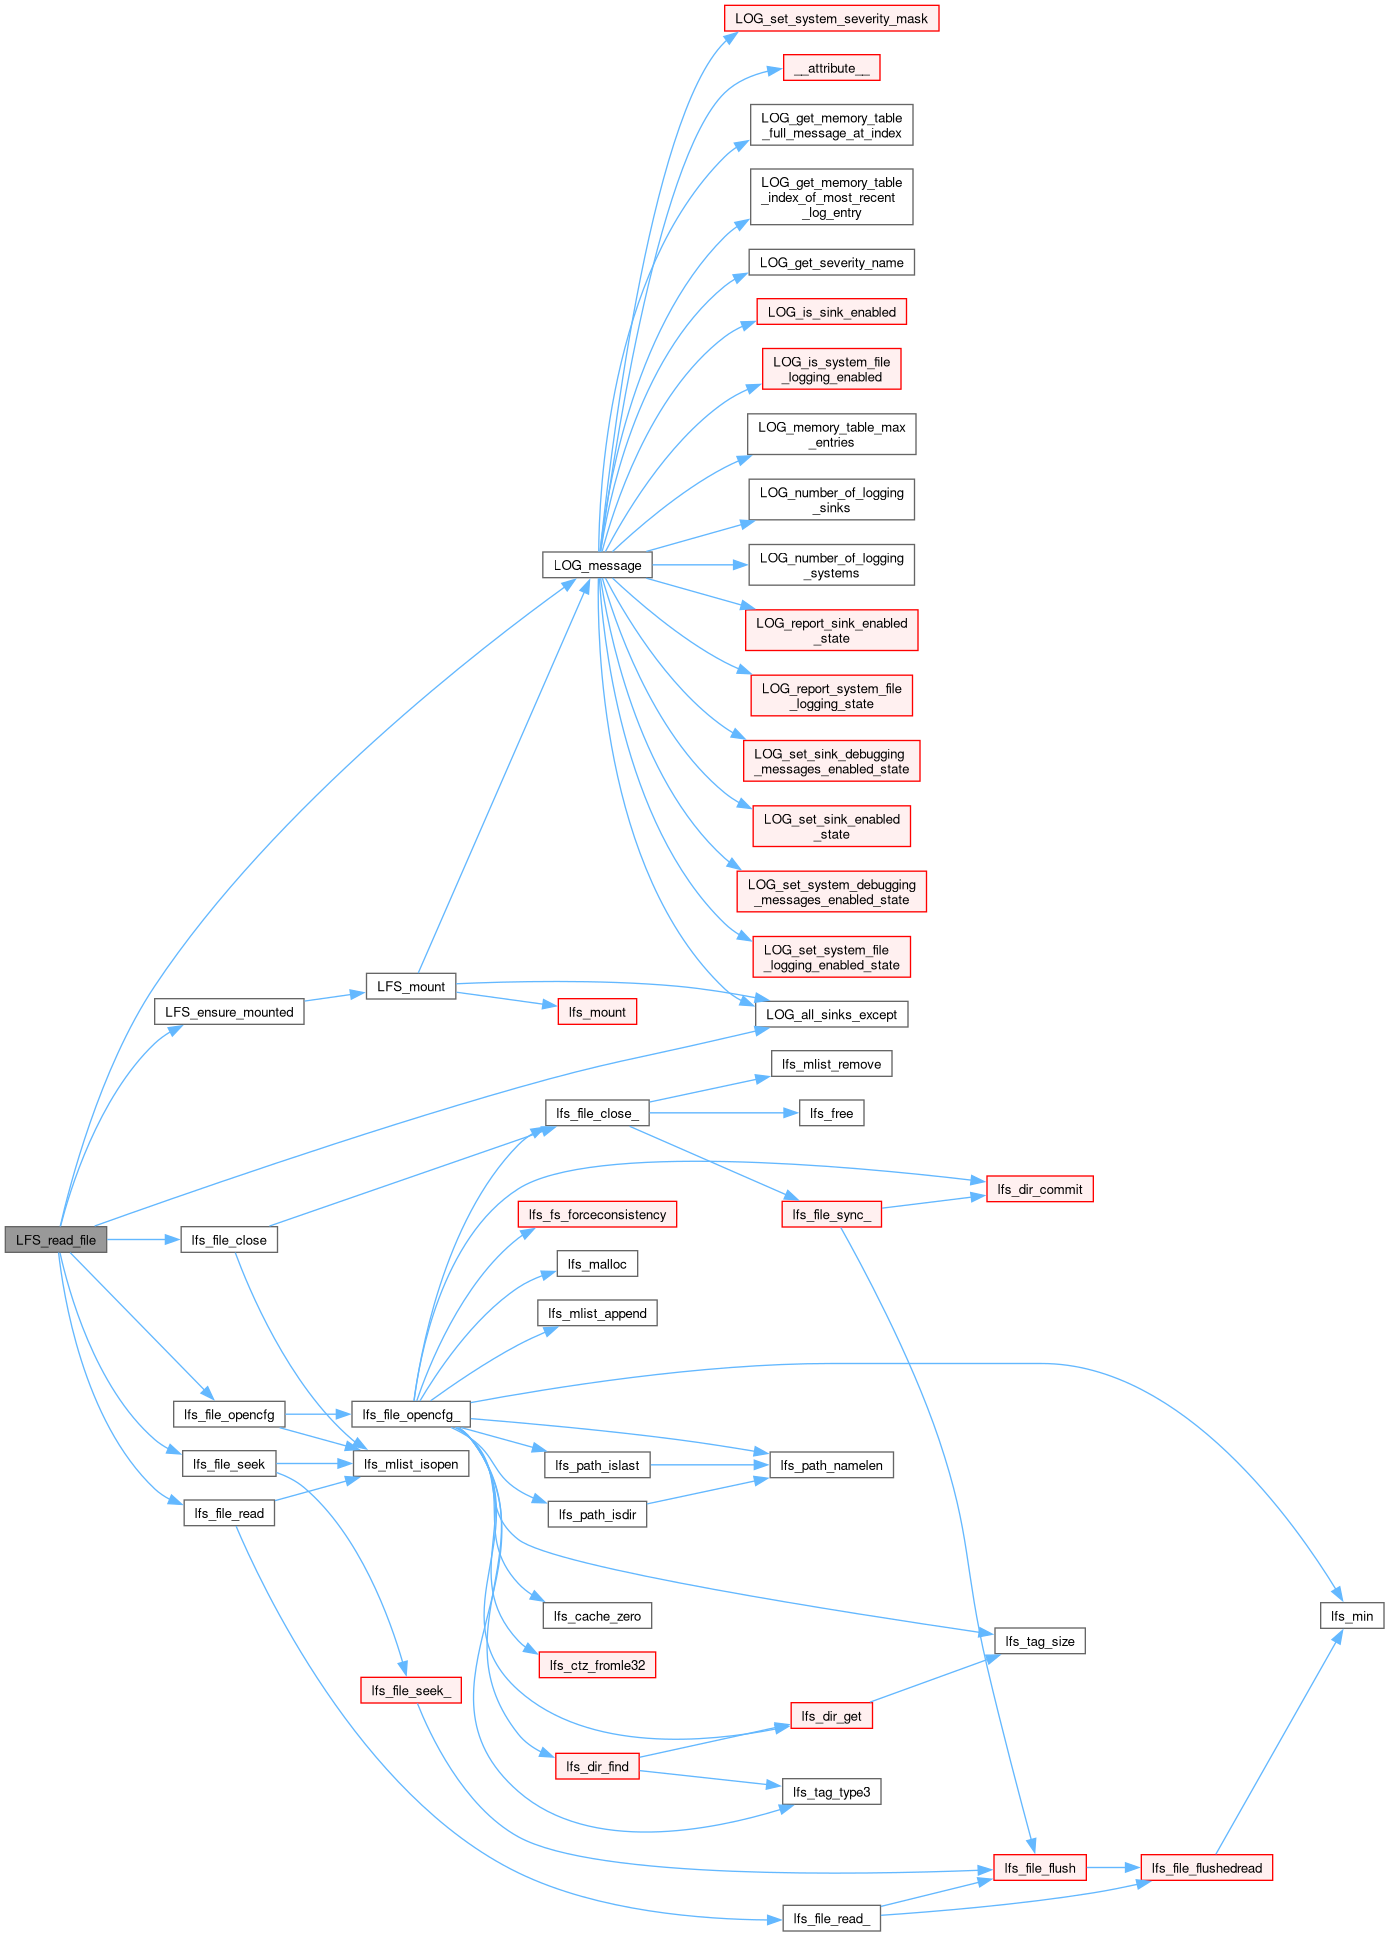 LOG_set_system_severity_mask
__attribute__
LOG_get_memory_table
_full_message_at_index
LOG_get_memory_table
_index_of_most_recent
_log_entry
LOG_get_severity_name
LOG_is_sink_enabled
LOG_is_system_file
_logging_enabled
LOG_memory_table_max
_entries
LOG_number_of_logging
_sinks
LOG_message
LOG_number_of_logging
_systems
LOG_report_sink_enabled
_state
LOG_report_system_file
_logging_state
LOG_set_sink_debugging
_messages_enabled_state
LOG_set_sink_enabled
_state
LOG_set_system_debugging
_messages_enabled_state
LOG_set_system_file
_logging_enabled_state
LFS_mount
LFS_ensure_mounted
lfs_mount
LOG_all_sinks_except
lfs_mlist_remove
lfs_file_close_
lfs_free
lfs_dir_commit
lfs_fs_forceconsistency
lfs_file_sync_
LFS_read_file
lfs_file_close
lfs_malloc
lfs_mlist_append
lfs_file_opencfg
lfs_file_opencfg_
lfs_file_seek
lfs_mlist_isopen
lfs_path_islast
lfs_path_namelen
lfs_file_read
lfs_path_isdir
lfs_cache_zero
lfs_min
lfs_tag_size
lfs_ctz_fromle32
lfs_file_seek_
lfs_dir_get
lfs_dir_find
lfs_tag_type3
lfs_file_flush
lfs_file_flushedread
lfs_file_read_